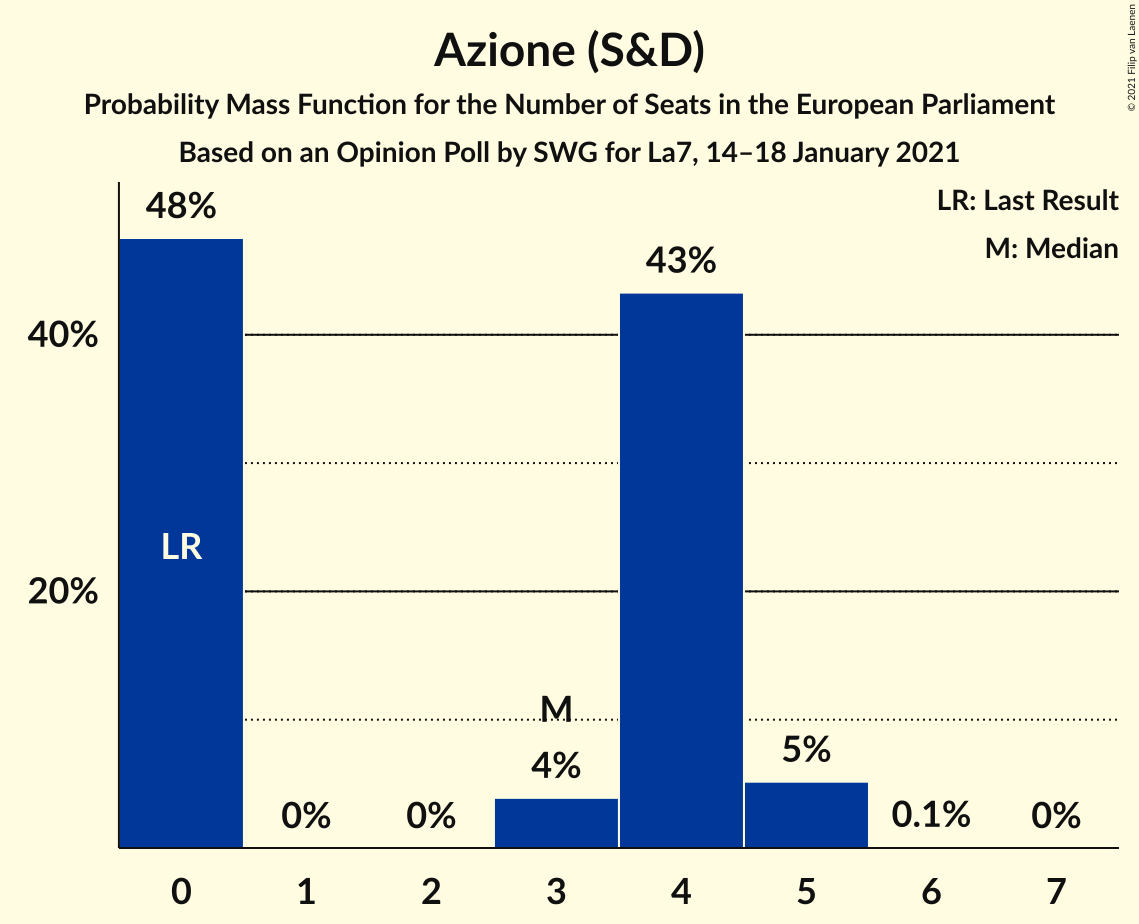 Azione (S&D)
Probability Mass Function for the Number of Seats in the European Parliament
Based on an Opinion Poll by SWG for La7, 14–18 January 2021
© 2021 Filip van Laenen
LR: Last Result
M: Median
48%
43%
40%
LR
20%
M
4%
5%
0%
0%
0.1%
0%
0 1 2 3 4 5 6 7